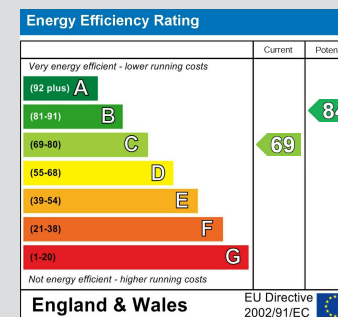 Energy Efficiency Rating
Current
Very energy efficient - lower running costs
(92 plus) A
(81-91) B
84
(69-80) C
69
(55-68) D
(39-54) E
(21-38) F
(1-20) G
Not energy efficient - higher running costs
England & Wales
EU Directive
2002/91/EC